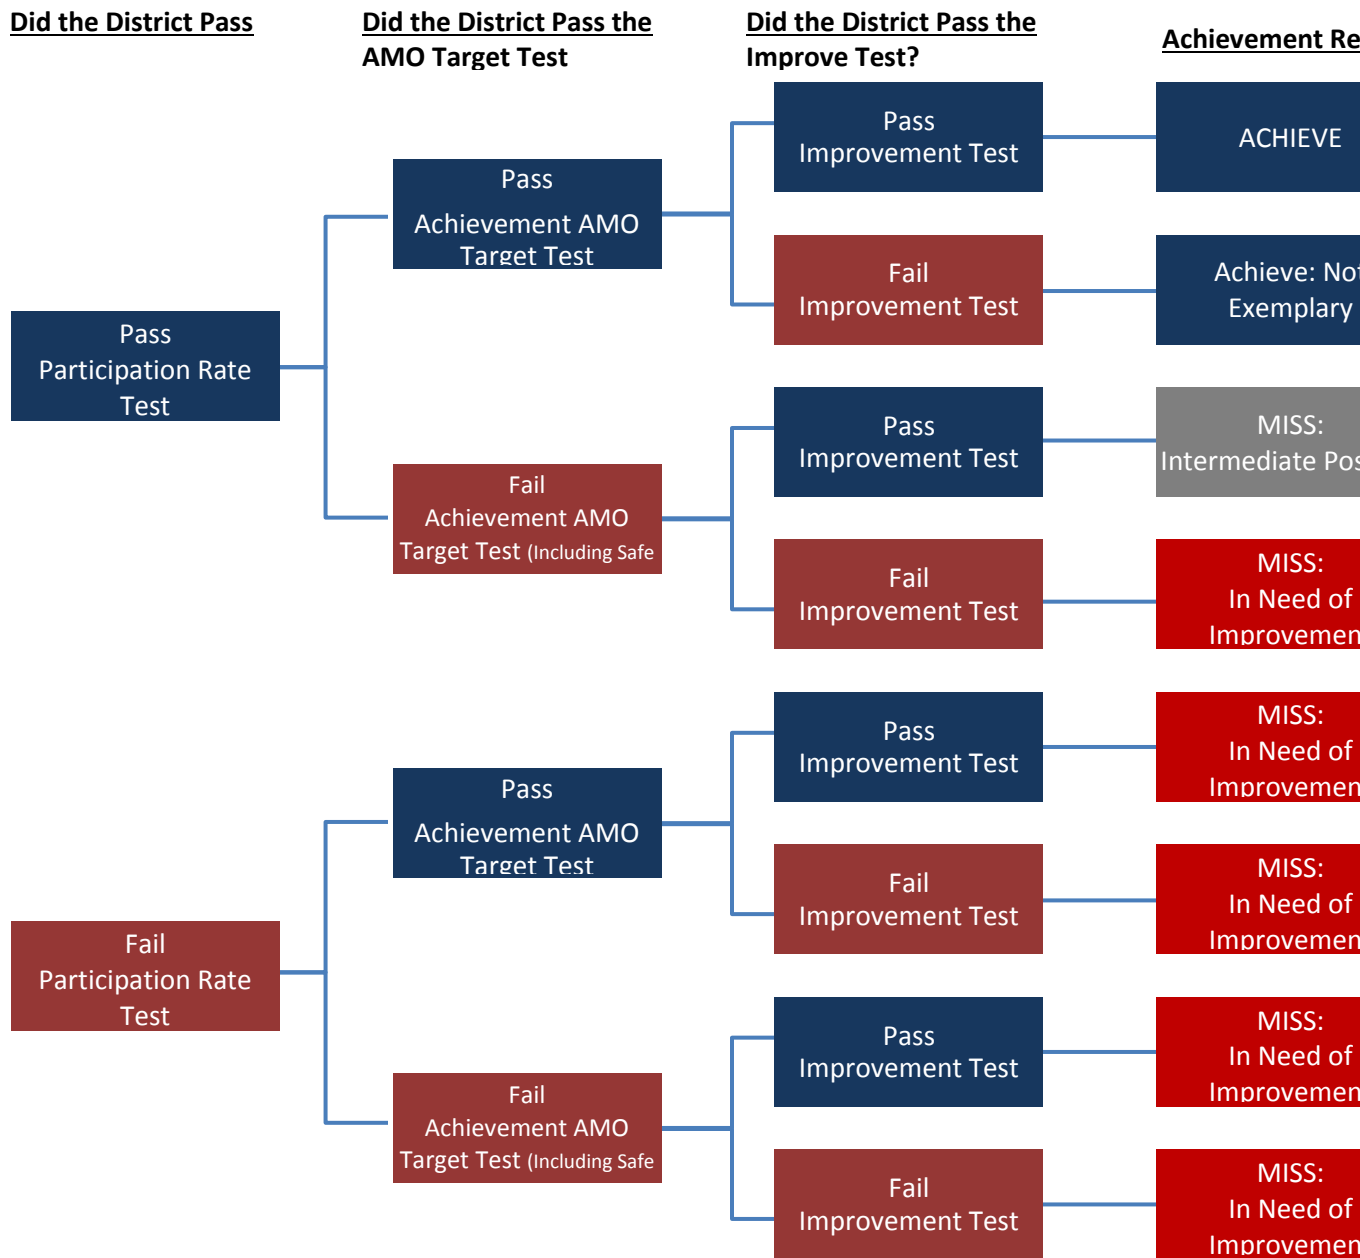 Did the District Pass
Did the District Pass the
AMO Target Test
Did the District Pass the
Improve Test?
Achievement
Pass
Participation Rate
Test
Pass
Achievement AMO
Target Test
Pass
Improvement Test
ACHIEVE
Fail
Improvement Test
Achieve:
Exemplary
Fail
Achievement AMO
Target Test (Including Safe
Pass
Improvement Test
MISS:
Intermediate
Fail
Improvement Test
MISS:
In Need of
Fail
Participation Rate
Test
Pass
Achievement AMO
Target Test
Pass
Improvement Test
MISS:
In Need of
Fail
Improvement Test
MISS:
In Need of
Fail
Achievement AMO
Target Test (Including Safe
Pass
Improvement Test
MISS:
In Need of
Fail
Improvement Test
MISS:
In Need of